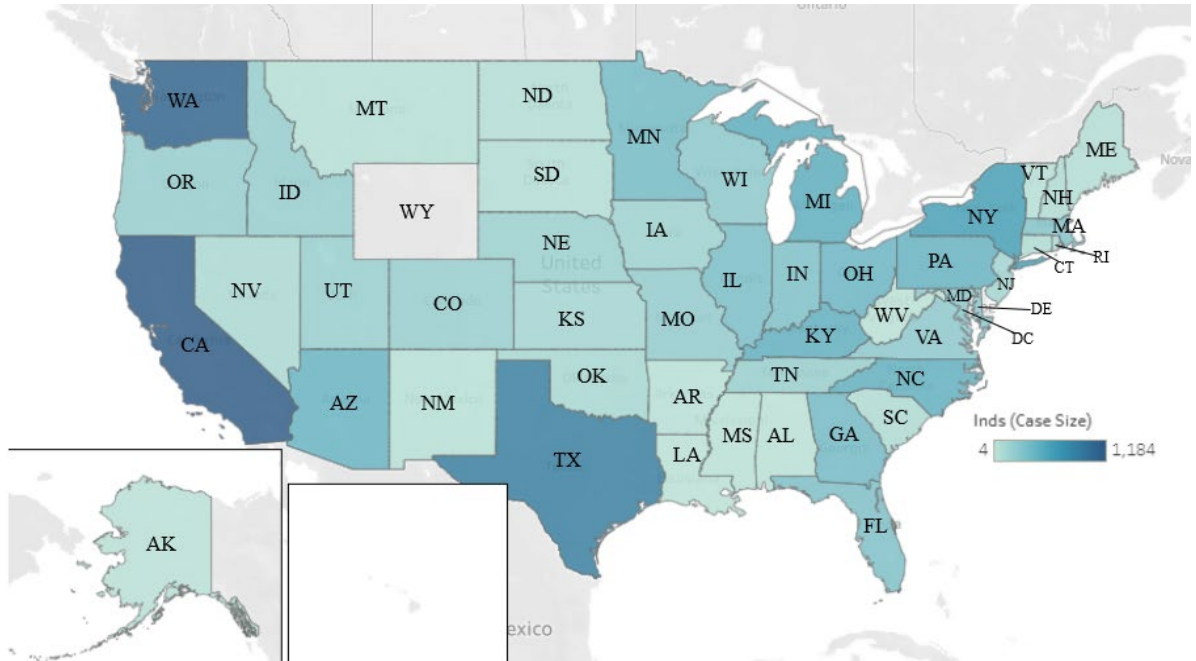 Ontario
WA
MT
ND
MN
ME
OR
ID
SD
WI
VT
NH
WY
MI
NY
MA
IA
NE
United
States
PA
CT
RI
NV
UT
CO
IL
IN
OH
NJ
MD
DE
WV
KS
MO
VA
DC
CA
KY
TN
NC
OK
AZ
NM
AR
SC
Inds (Case Size)
MS
AL
GA
4
1,184
TX
LA
FL
AK
exico
Nova